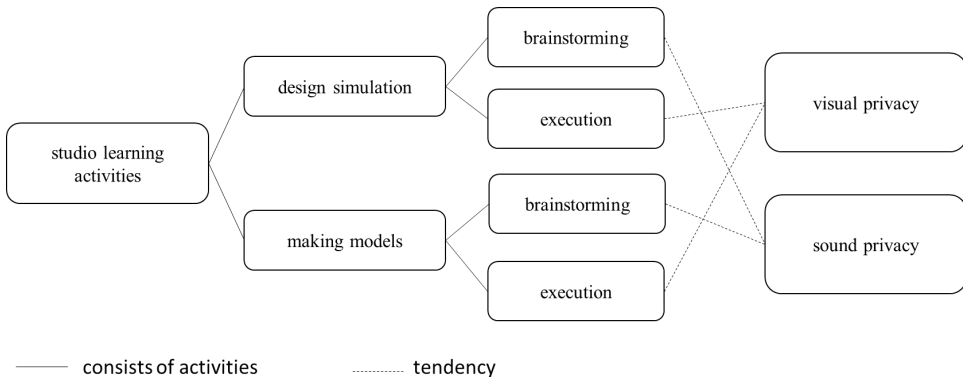 studio learning
activities
design simulation
making models
brainstorming
execution
brainstorming
execution
visual privacy
sound privacy
consists of activities
tendency